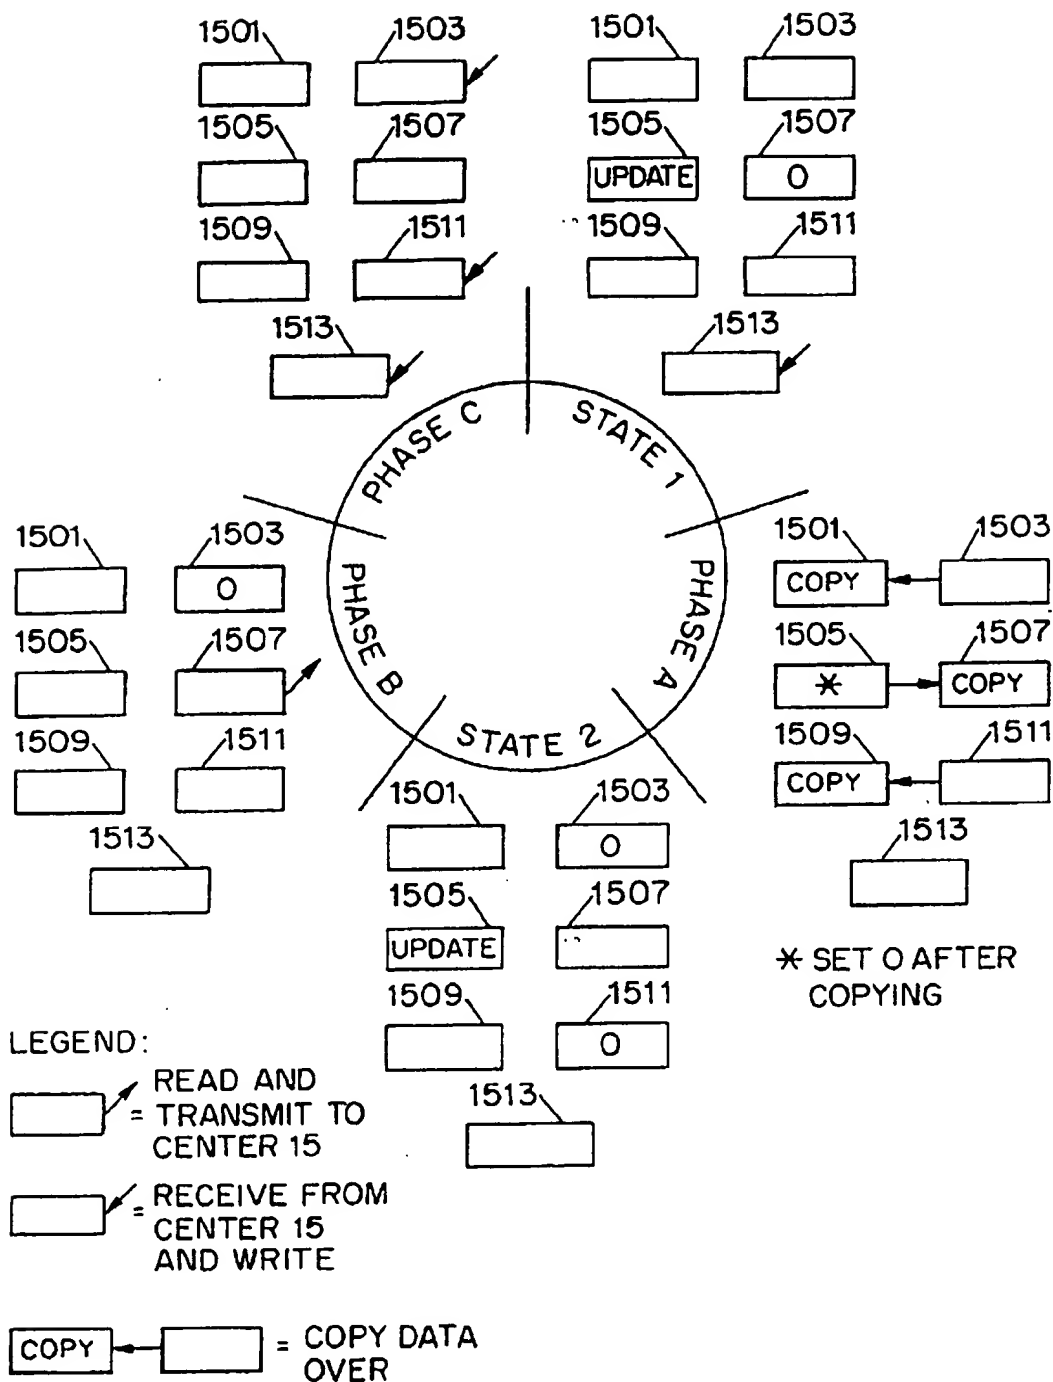 1501 1503
1505 1507
1509 1511
1513
1501 1503
1505 1507
UPDATE 0
1509 1511
1513
PHASE C
STATE 1
PHASE A
STATE 2
PHASE B
1501 1503
0
1505 1507
1509 1511
1513
1501 1503
COPY
1505 1507
* COPY
1509 1511
COPY
1513
* SET 0 AFTER
COPYING
1501 1503
0
1505 1507
UPDATE
1509 1511
0
1513
LEGEND:
= READ AND
TRANSMIT TO
CENTER 15
= RECEIVE FROM
CENTER 15
AND WRITE
COPY = COPY DATA
OVER